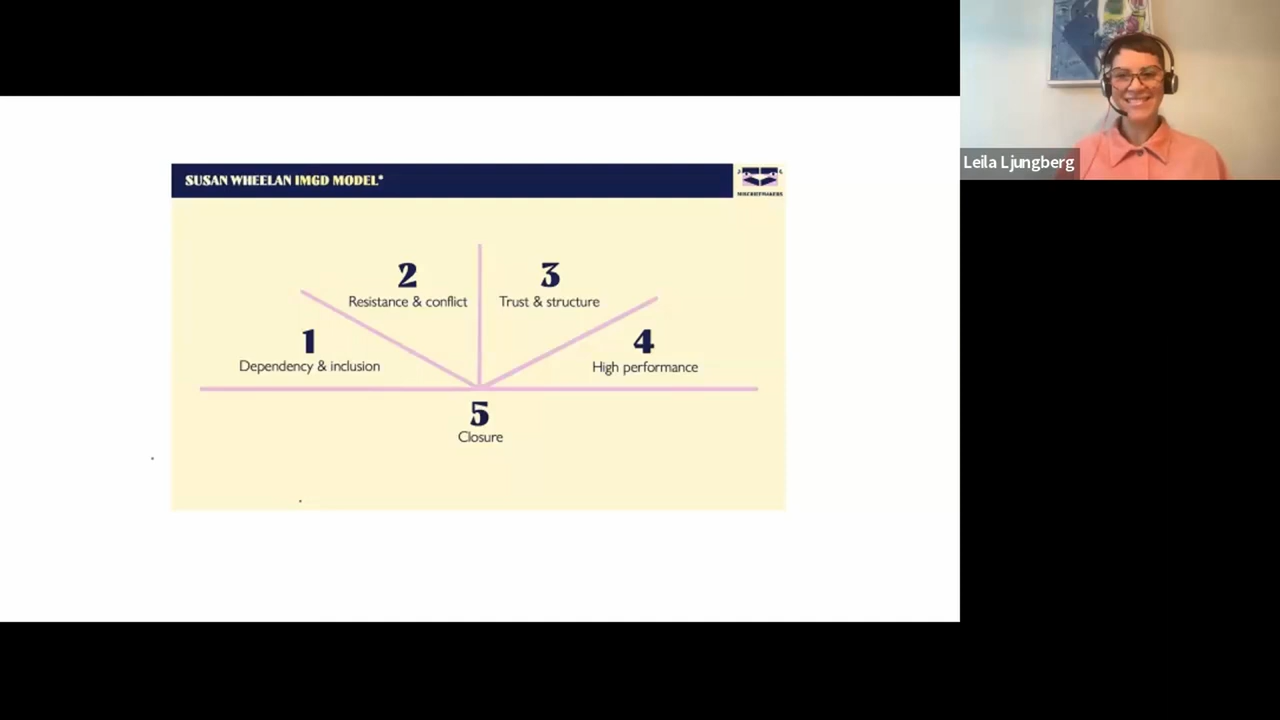 SUSAN WHEELAN IMGD MODEL*
MISCHIEFMAKERS
Leila Ljungberg
2
Resistance & conflict
3
Trust & structure
1
Dependency & inclusion
4
High performance
5
Closure